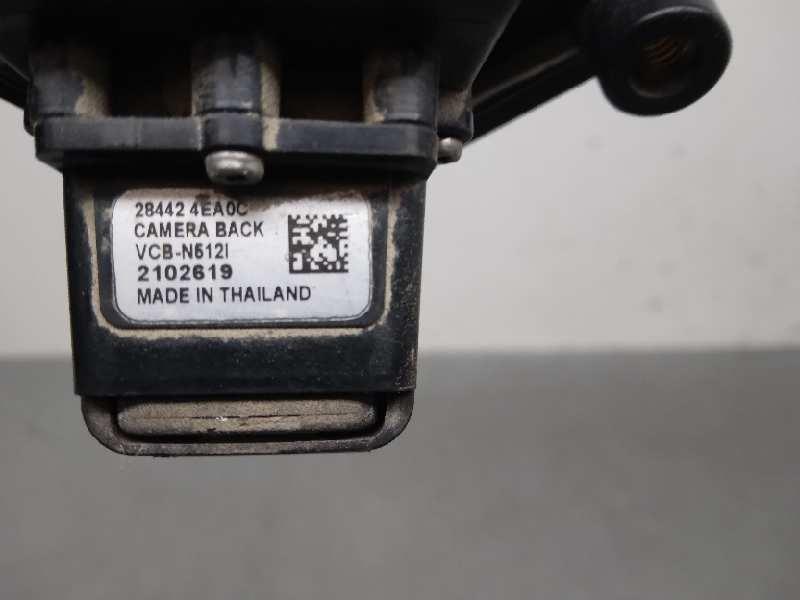 28442 4EA0C
CAMERA BACK
VCB-N512I
2102619
MADE IN THAILAND